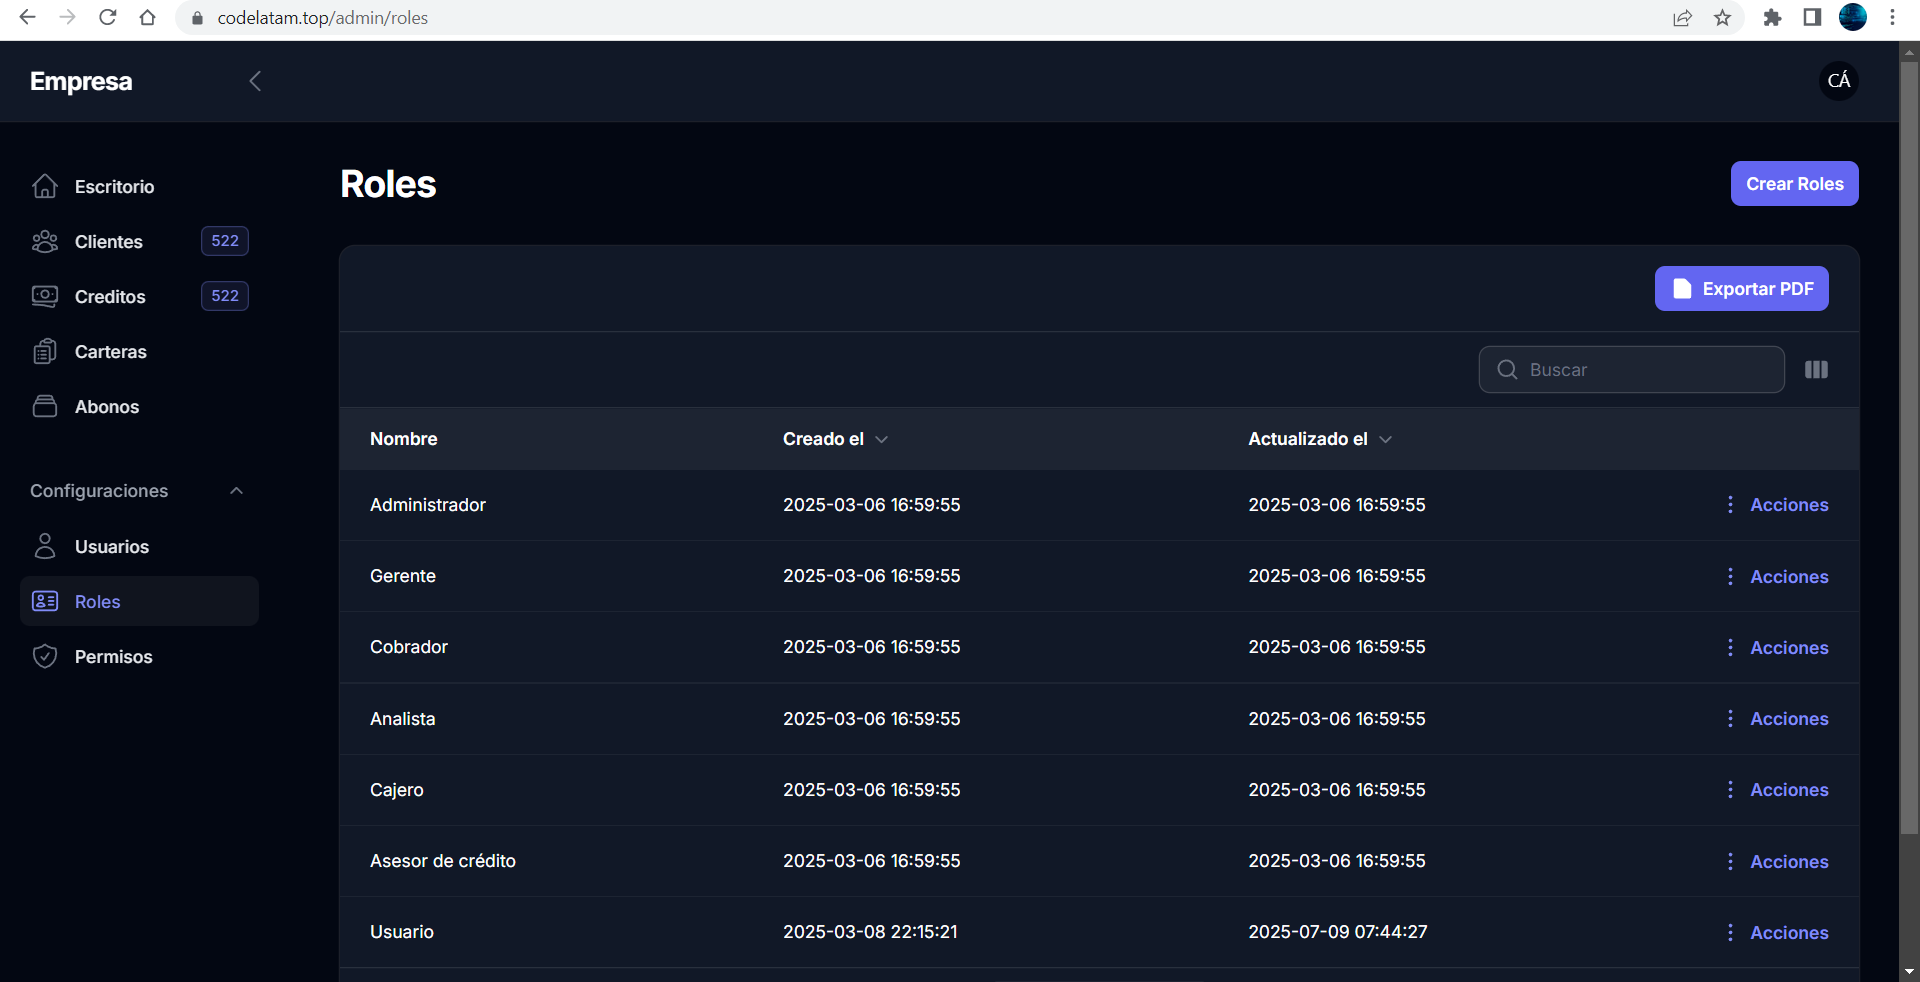 codelatam.top/admin/roles
Empresa
CÁ
Escritorio
Clientes 522
Creditos 522
Carteras
Abonos
Configuraciones
Usuarios
Roles
Permisos
Roles
Crear Roles
Exportar PDF
Buscar
Nombre Creado el Actualizado el
Administrador 2025-03-06 16:59:55 2025-03-06 16:59:55 Acciones
Gerente 2025-03-06 16:59:55 2025-03-06 16:59:55 Acciones
Cobrador 2025-03-06 16:59:55 2025-03-06 16:59:55 Acciones
Analista 2025-03-06 16:59:55 2025-03-06 16:59:55 Acciones
Cajero 2025-03-06 16:59:55 2025-03-06 16:59:55 Acciones
Asesor de crédito 2025-03-06 16:59:55 2025-03-06 16:59:55 Acciones
Usuario 2025-03-08 22:15:21 2025-07-09 07:44:27 Acciones